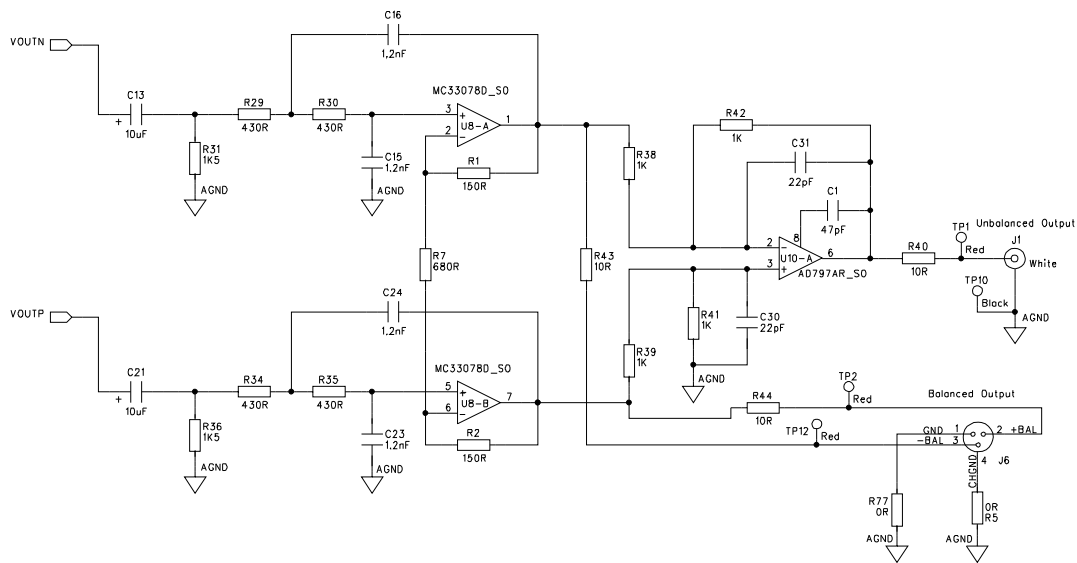 VOUTN
C13
+
10uF
R31
1K5
AGND
R29
430R
R30
430R
C16
1.2nF
C15
1.2nF
AGND
MC33078D_SO
3
+
U8-A
1
2
−
R1
150R
R7
680R
R43
10R
R38
1K
R42
1K
C31
22pF
C1
47pF
8
2
−
U10-A
6
3
+
AD797AR_SO
R41
1K
C30
22pF
AGND
R39
1K
R40
10R
TP1
Red
Unbalanced Output
J1
White
TP10
Black
AGND
VOUTP
C21
+
10uF
R36
1K5
AGND
R34
430R
R35
430R
C24
1.2nF
C23
1.2nF
AGND
MC33078D_SO
5
+
U8-B
7
6
−
R2
150R
R44
10R
TP2
Red
TP12
Red
Balanced Output
GND 1
2 +BAL
-BAL 3
4
J6
CHGND
R77
0R
AGND
0R
R5
AGND